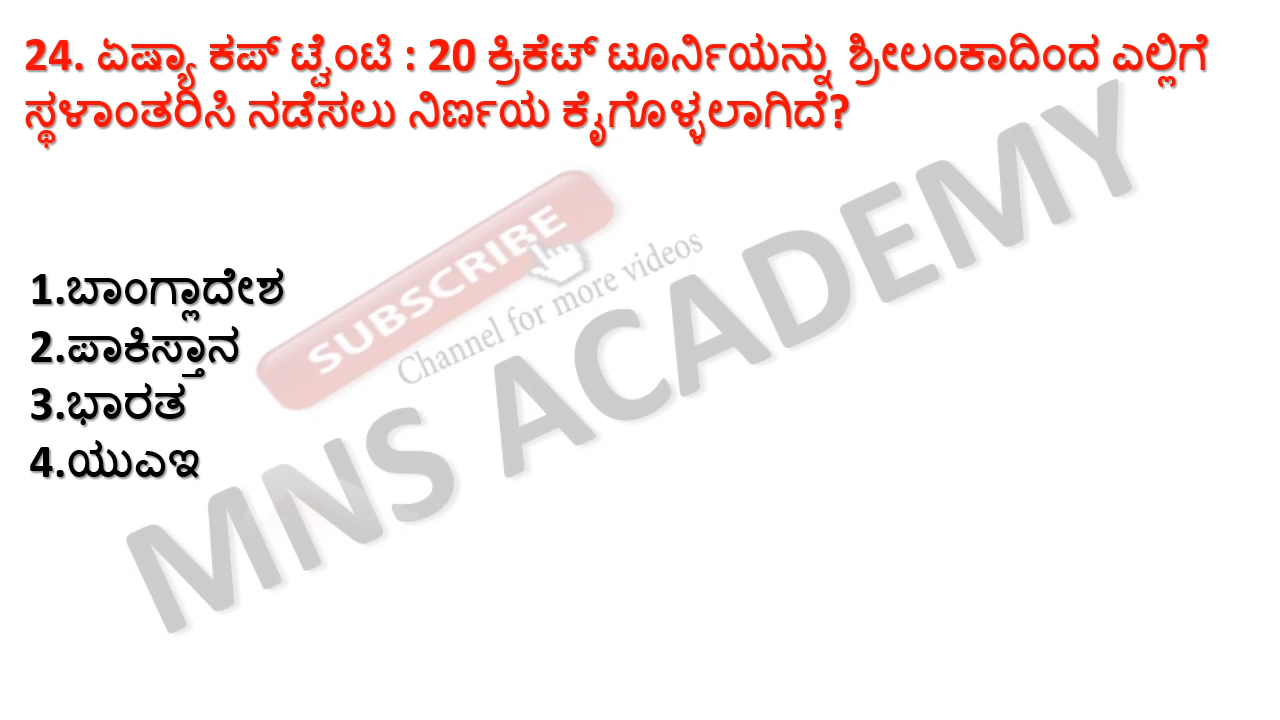 24. ಏಷ್ಯಾ ಕಪ್ ಟ್ವೆಂಟಿ : 20 ಕ್ರಿಕೆಟ್ ಟೂರ್ನಿಯನ್ನು ಶ್ರೀಲಂಕಾದಿಂದ ಎಲ್ಲಿಗೆ
ಸ್ಥಳಾಂತರಿಸಿ ನಡೆಸಲು ನಿರ್ಣಯ ಕೈಗೊಳ್ಳಲಾಗಿದೆ?
1.ಬಾಂಗ್ಲಾದೇಶ
2.ಪಾಕಿಸ್ತಾನ
3.ಭಾರತ
4.ಯುಎಇ
SUBSCRIBE
Channel for more videos
MNS ACADEMY